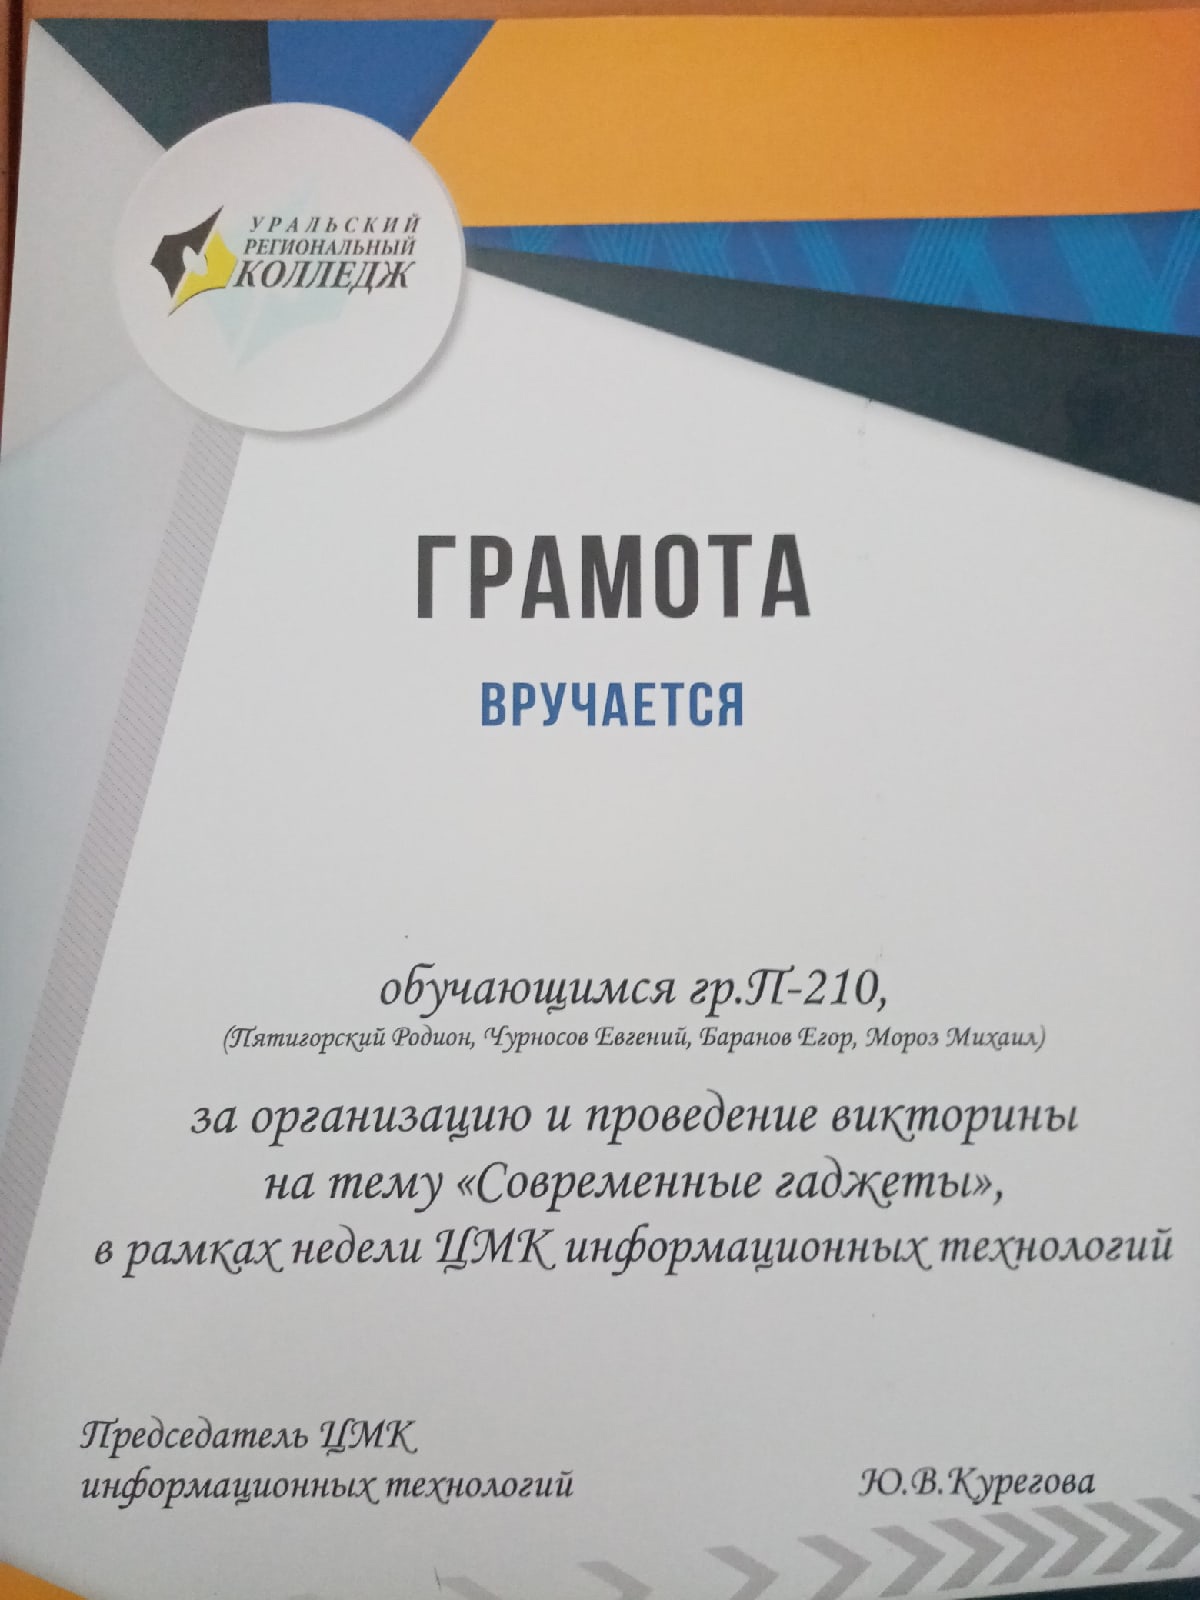 УРАЛЬСКИЙ
РЕГИОНАЛЬНЫЙ
КОЛЛЕДЖ
ГРАМОТА
ВРУЧАЕТСЯ
обучающимся гр.П-210,
(Пятигорский Родион, Чурносов Евгений, Баранов Егор, Мороз Михаил)
за организацию и проведение викторины
на тему «Современные гаджеты»,
в рамках недели ЦМК информационных технологий
Председатель ЦМК
информационных технологий
Ю.В.Курегова